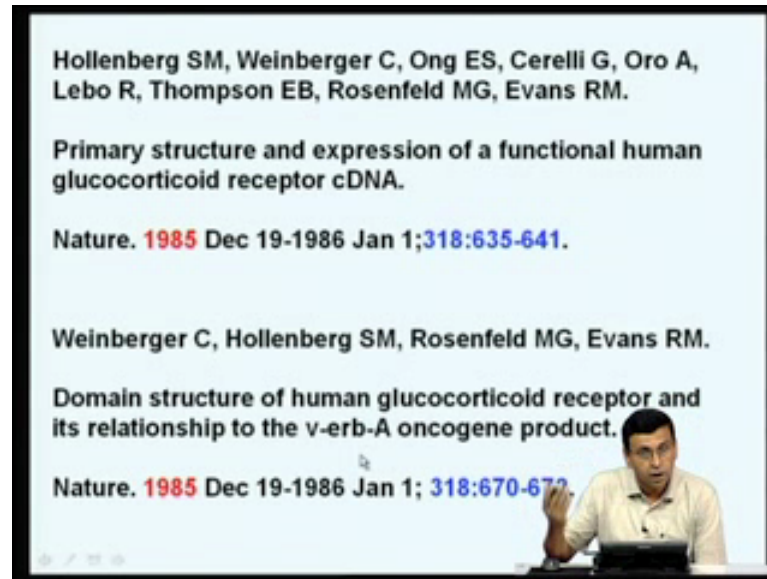 Hollenberg SM, Weinberger C, Ong ES, Cerelli G, Oro A,
Lebo R, Thompson EB, Rosenfeld MG, Evans RM.
Primary structure and expression of a functional human
glucocorticoid receptor cDNA.
Nature. 1985 Dec 19-1986 Jan 1;318:635-641.
Weinberger C, Hollenberg SM, Rosenfeld MG, Evans RM.
Domain structure of human glucocorticoid receptor and
its relationship to the v-erb-A oncogene product.
Nature. 1985 Dec 19-1986 Jan 1;